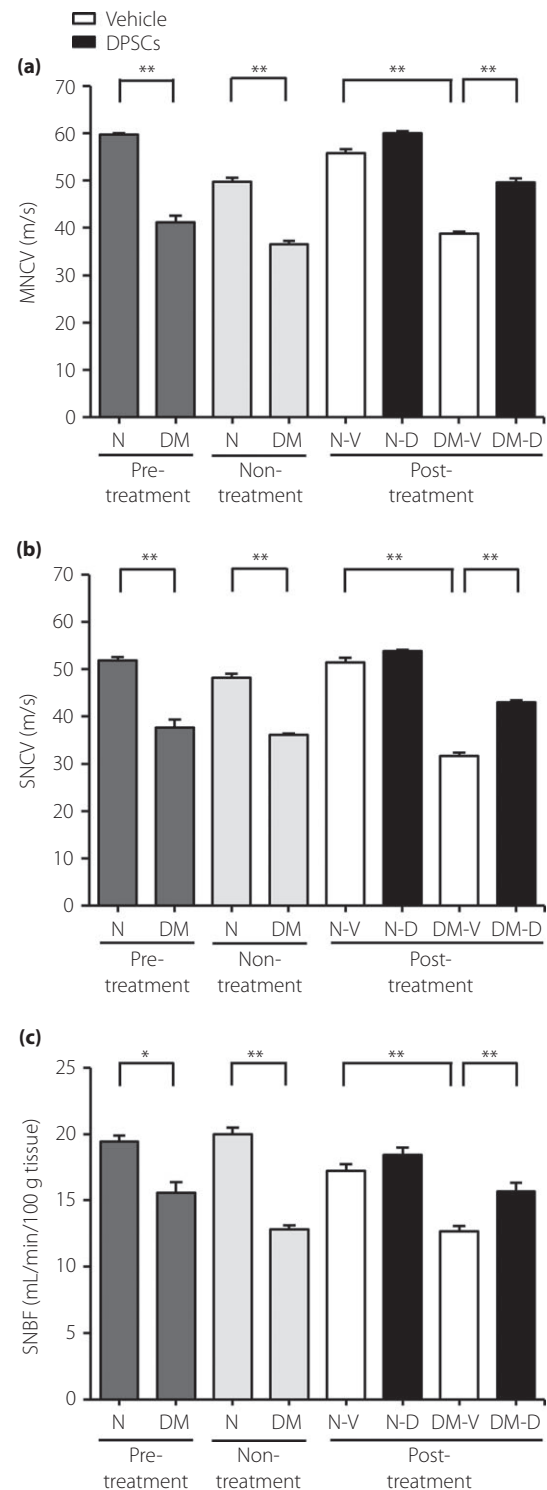 Vehicle
DPSCs
(a)
** ** ** **
70
60
50
40
30
20
10
0
MNCV (m/s)
N DM N DM N-V N-D DM-V DM-D
Pre- Non- Post-
treatment treatment treatment
(b)
** ** ** **
70
60
50
40
30
20
10
0
SNCV (m/s)
N DM N DM N-V N-D DM-V DM-D
Pre- Non- Post-
treatment treatment treatment
(c)
* ** ** **
25
20
15
10
5
0
SNBF (mL/min/100 g tissue)
N DM N DM N-V N-D DM-V DM-D
Pre- Non- Post-
treatment treatment treatment